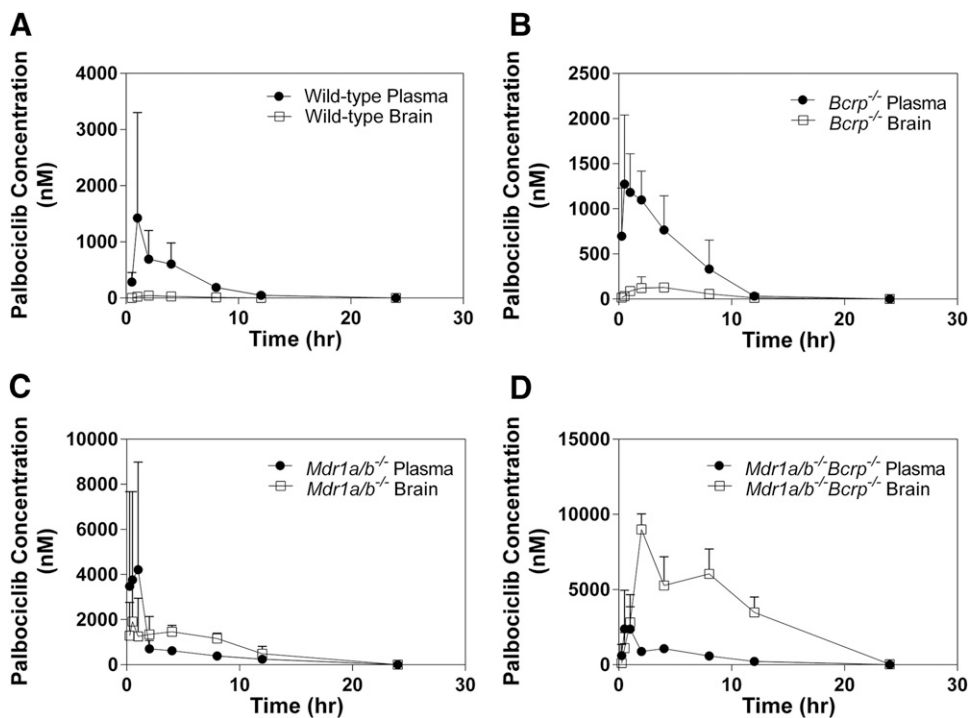 A
Palbociclib Concentration
(nM)
4000
3000
2000
1000
0
0
10
20
30
Time (hr)
Wild-type Plasma
Wild-type Brain
B
Palbociclib Concentration
(nM)
2500
2000
1500
1000
500
0
0
10
20
30
Time (hr)
Bcrp-/- Plasma
Bcrp-/- Brain
C
Palbociclib Concentration
(nM)
10000
8000
6000
4000
2000
0
0
10
20
30
Time (hr)
Mdr1a/b-/- Plasma
Mdr1a/b-/- Brain
D
Palbociclib Concentration
(nM)
15000
10000
5000
0
0
10
20
30
Time (hr)
Mdr1a/b-/-Bcrp-/- Plasma
Mdr1a/b-/-Bcrp-/- Brain